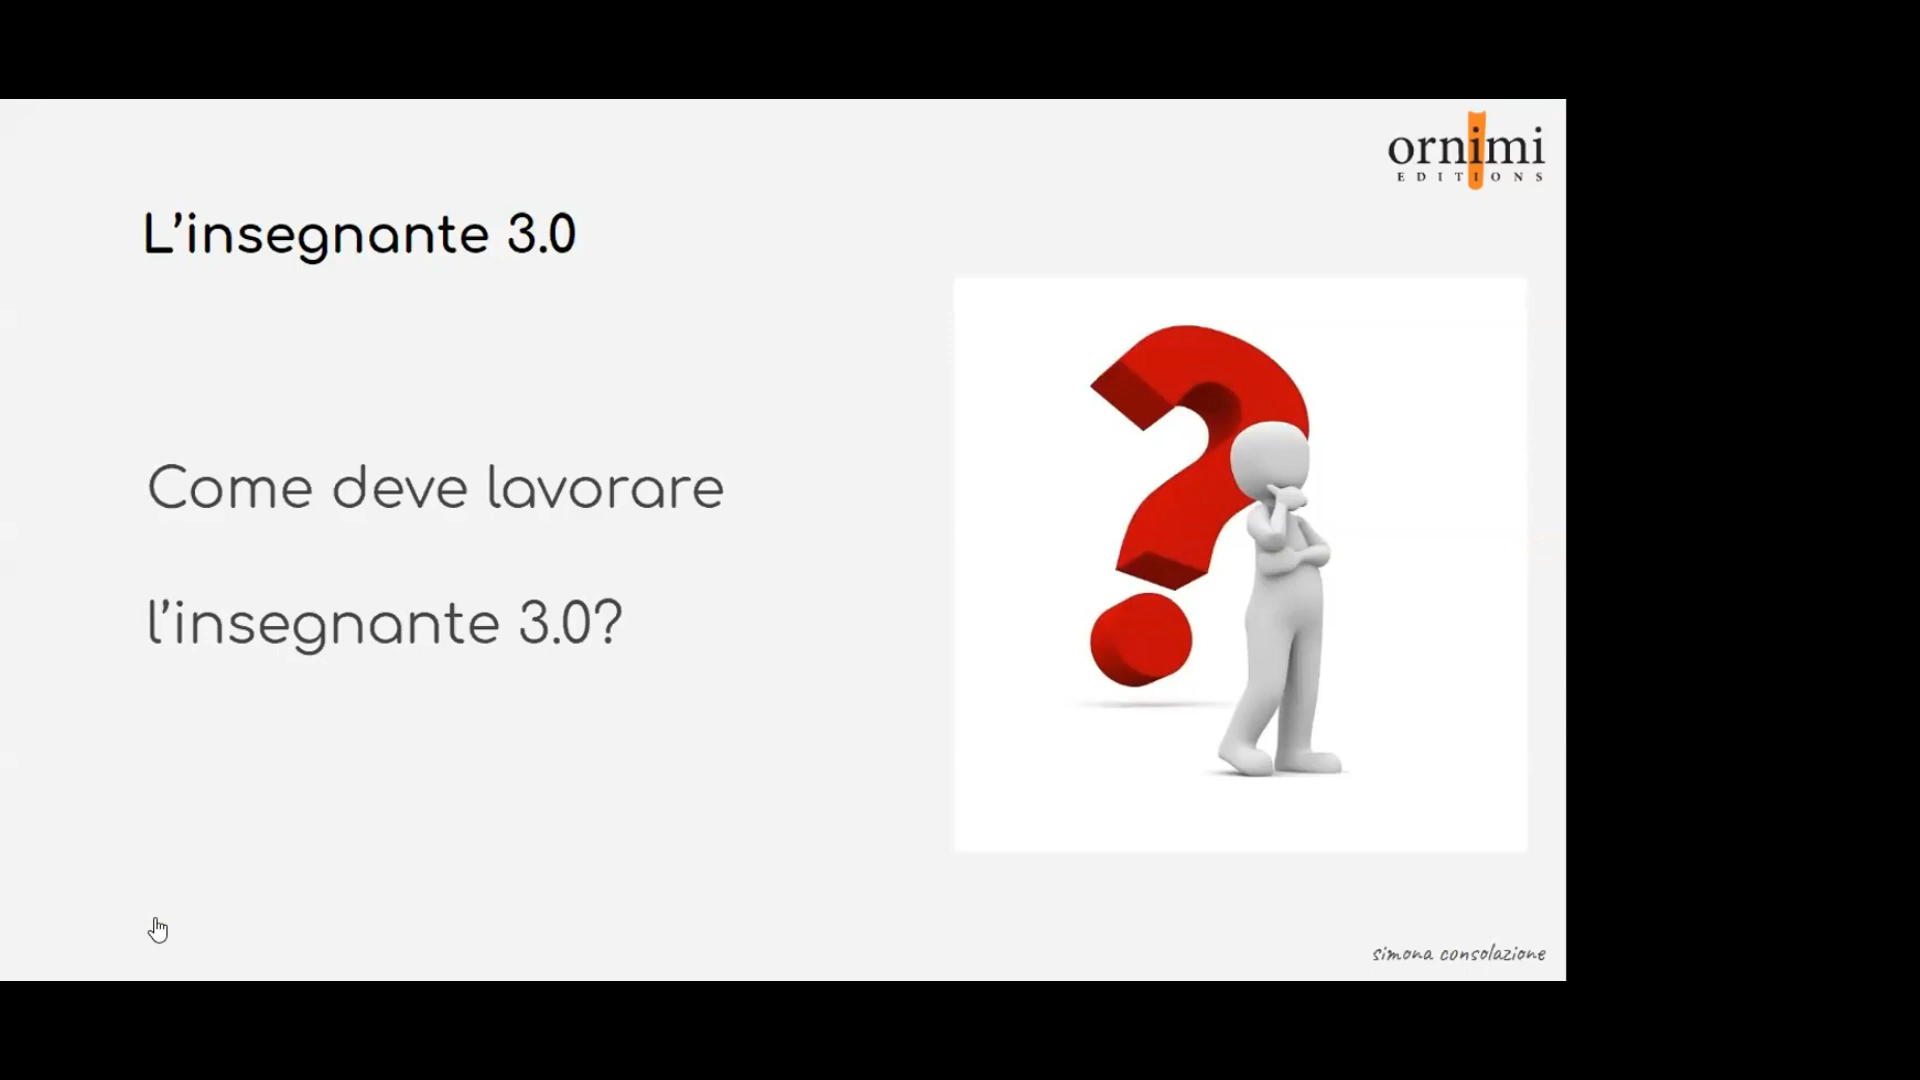 ornimi
EDITIONS
L’insegnante 3.0
Come deve lavorare
l’insegnante 3.0?
simona consolazione